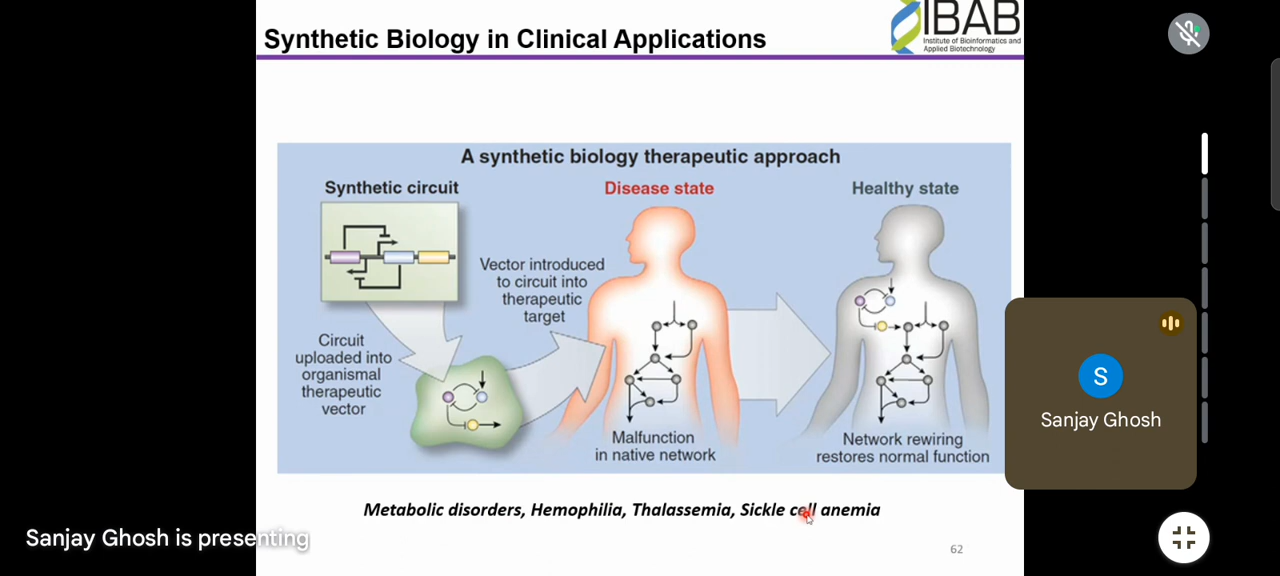 Synthetic Biology in Clinical Applications
IBAB
Institute of Bioinformatics and
Applied Biotechnology
A synthetic biology therapeutic approach
Synthetic circuit
Disease state
Healthy state
Vector introduced
to circuit into
therapeutic
target
Circuit
uploaded into
organismal
therapeutic
vector
Malfunction
in native network
Network rewiring
restores normal function
S
Sanjay Ghosh
Metabolic disorders, Hemophilia, Thalassemia, Sickle cell anemia
Sanjay Ghosh is presenting
62